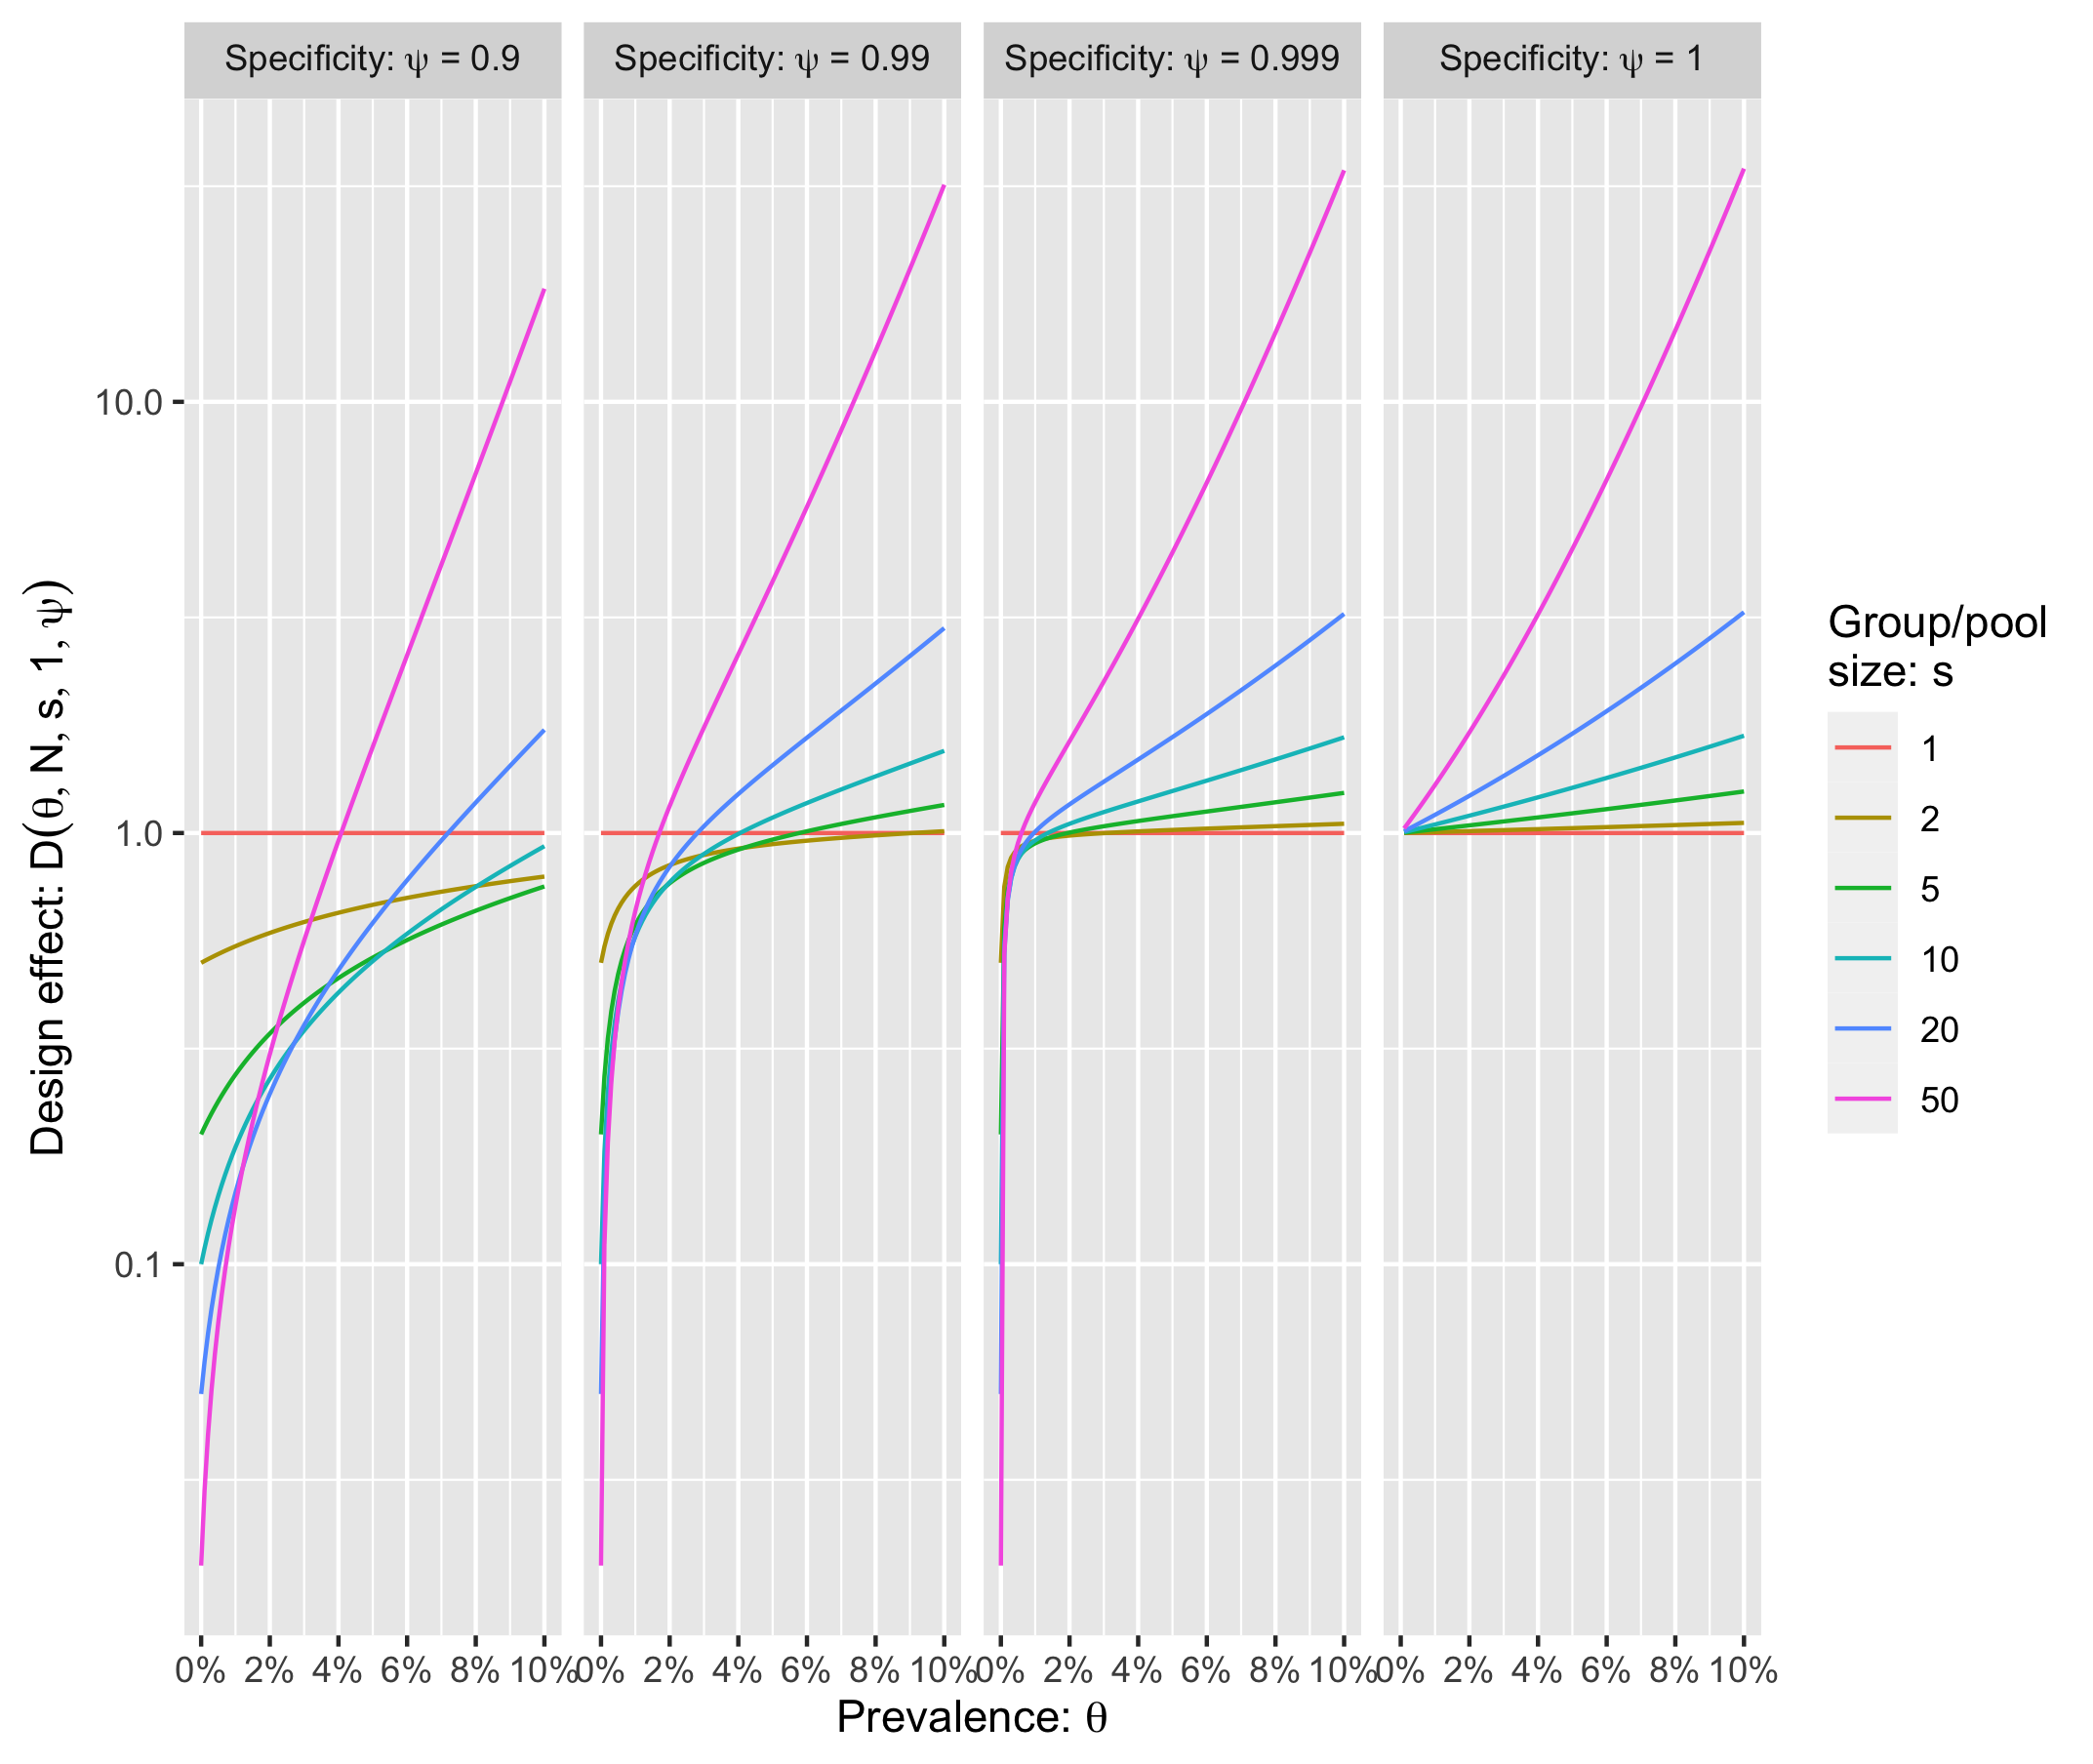 Specificity: ψ = 0.9
Specificity: ψ = 0.99
Specificity: ψ = 0.999
Specificity: ψ = 1
Design effect: D(θ, N, s, 1, ψ)
10.0
1.0
0.1
0% 2% 4% 6% 8% 10%
0% 2% 4% 6% 8% 10%
0% 2% 4% 6% 8% 10%
0% 2% 4% 6% 8% 10%
Prevalence: θ
Group/pool
size: s
1
2
5
10
20
50